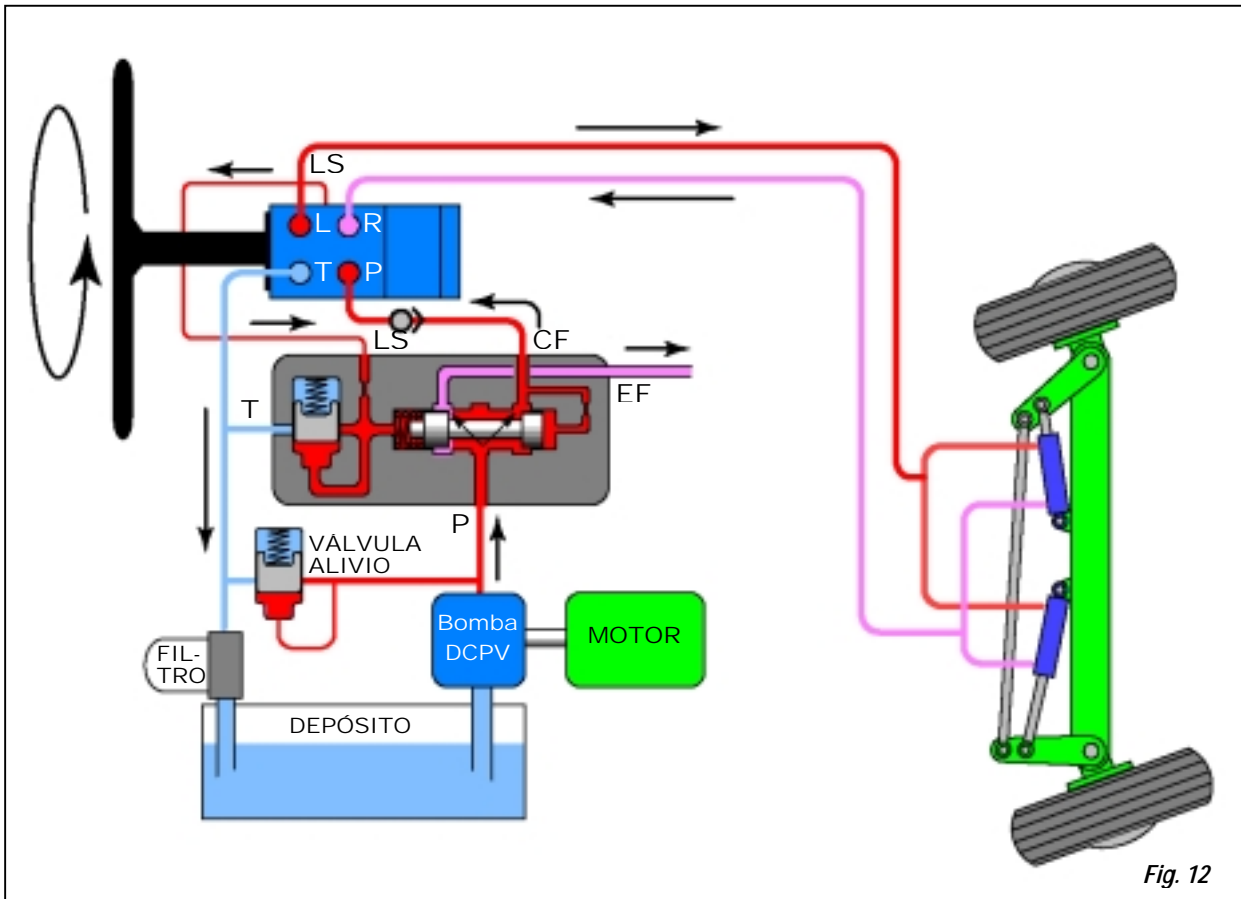 LS
L R
T P
LS
CF
EF
T
P
VÁLVULA
ALIVIO
Bomba
DCPV
MOTOR
FIL-
TRO
DEPÓSITO
Fig. 12